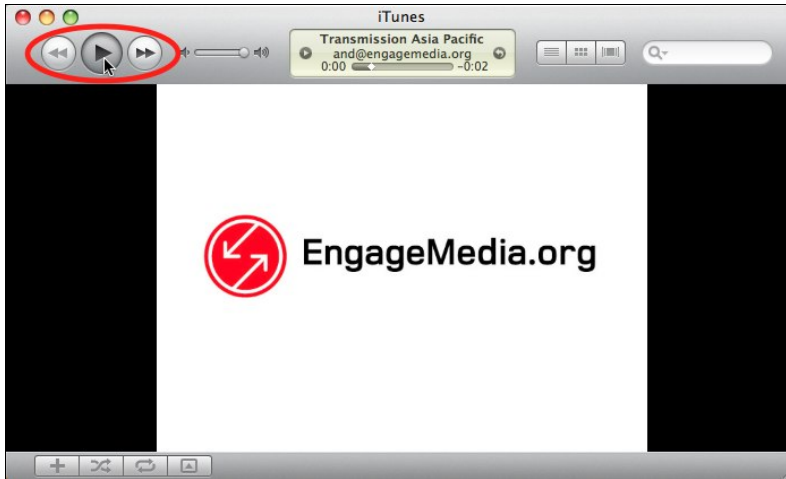 iTunes
Transmission Asia Pacific
and@engagemedia.org
0:00 -0:02
EngageMedia.org